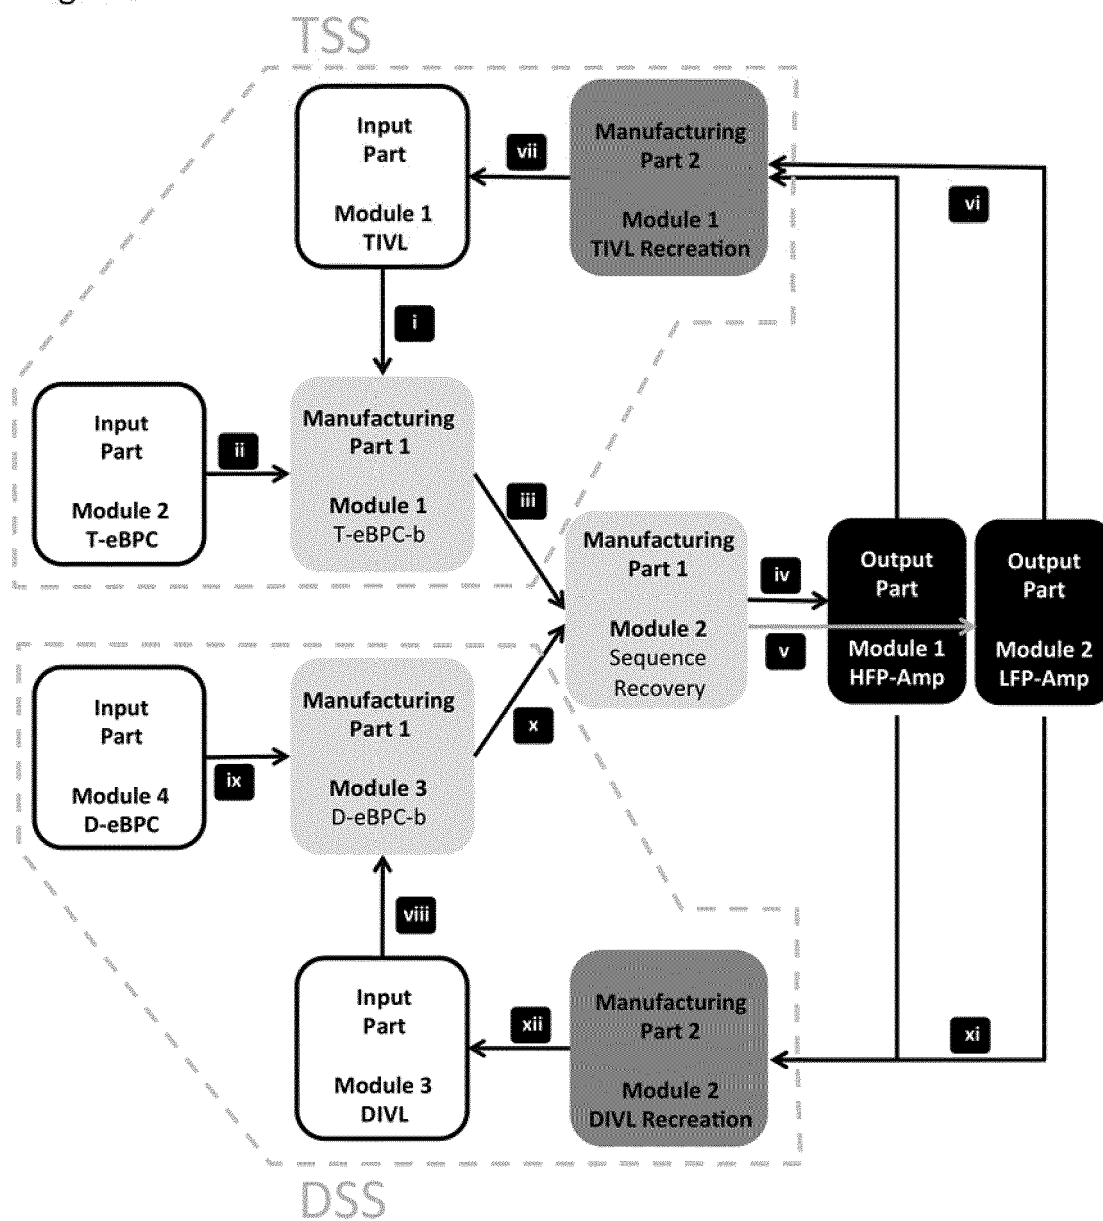 TSS
Input
Part
Module 1
TIVL
vii
Manufacturing
Part 2
Module 1
TIVL Recreation
vi
i
Input
Part
Module 2
T-eBPC
ii
Manufacturing
Part 1
Module 1
T-eBPC-b
iii
Manufacturing
Part 1
Module 2
Sequence
Recovery
iv
v
Output
Part
Module 1
HFP-Amp
Output
Part
Module 2
LFP-Amp
Input
Part
Module 4
D-eBPC
ix
Manufacturing
Part 1
Module 3
D-eBPC-b
x
viii
Input
Part
Module 3
DIVL
xii
Manufacturing
Part 2
Module 2
DIVL Recreation
xi
DSS